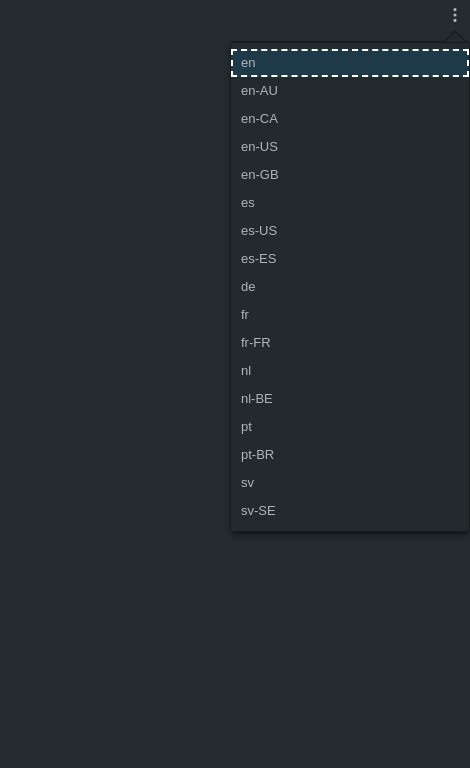 en
en-AU
en-CA
en-US
en-GB
es
es-US
es-ES
de
fr
fr-FR
nl
nl-BE
pt
pt-BR
sv
sv-SE